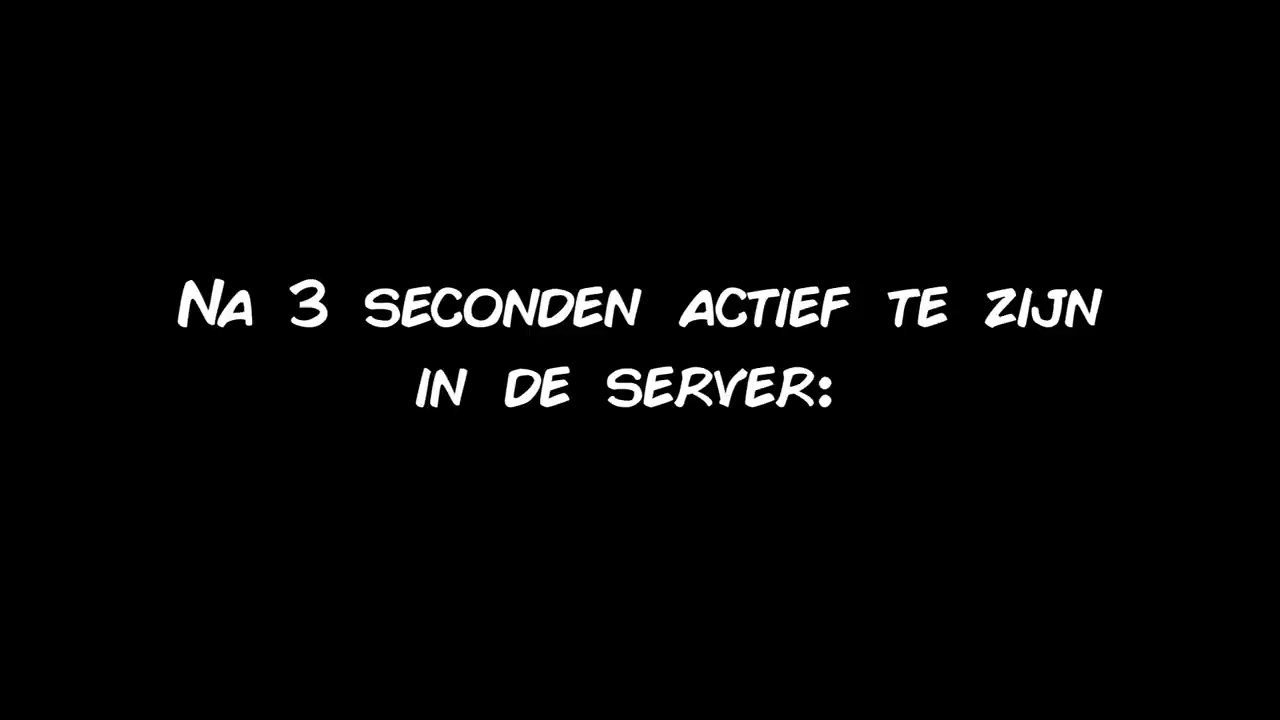 Na 3 seconden actief te zijn
in de server: